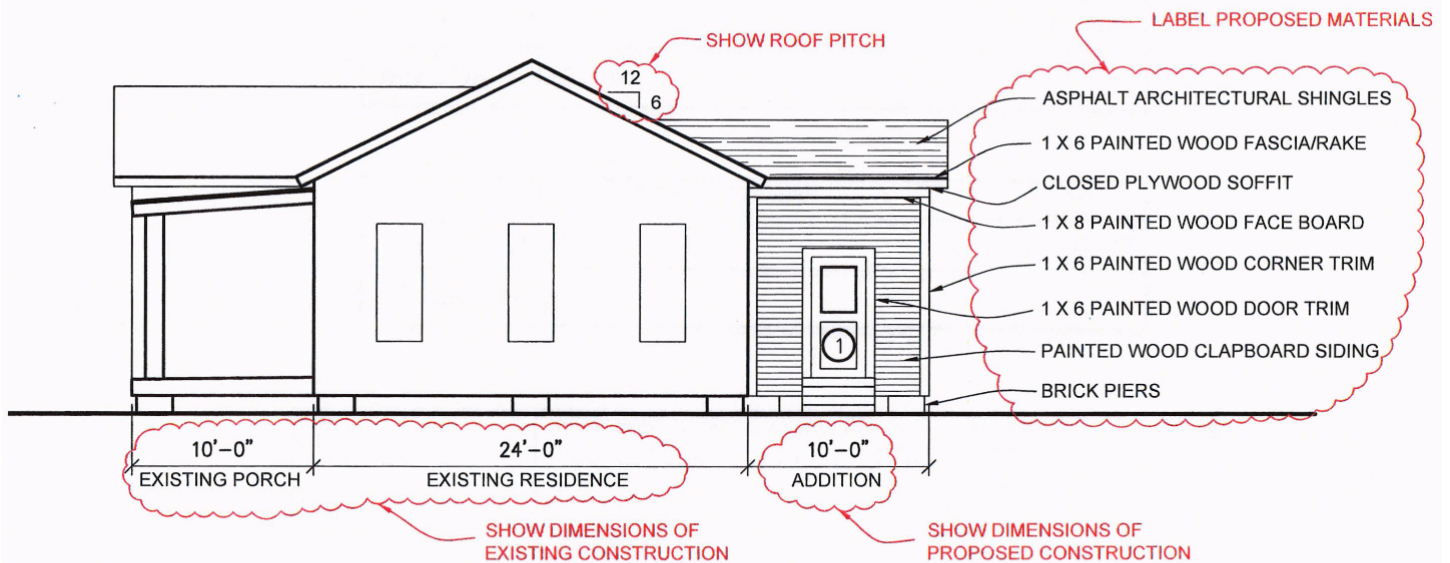 LABEL PROPOSED MATERIALS
SHOW ROOF PITCH
12
6
ASPHALT ARCHITECTURAL SHINGLES
1 X 6 PAINTED WOOD FASCIA/RAKE
CLOSED PLYWOOD SOFFIT
1 X 8 PAINTED WOOD FACE BOARD
1 X 6 PAINTED WOOD CORNER TRIM
1 X 6 PAINTED WOOD DOOR TRIM
1
PAINTED WOOD CLAPBOARD SIDING
BRICK PIERS
10'-0"
24'-0"
10'-0"
EXISTING PORCH
EXISTING RESIDENCE
ADDITION
SHOW DIMENSIONS OF
EXISTING CONSTRUCTION
SHOW DIMENSIONS OF
PROPOSED CONSTRUCTION